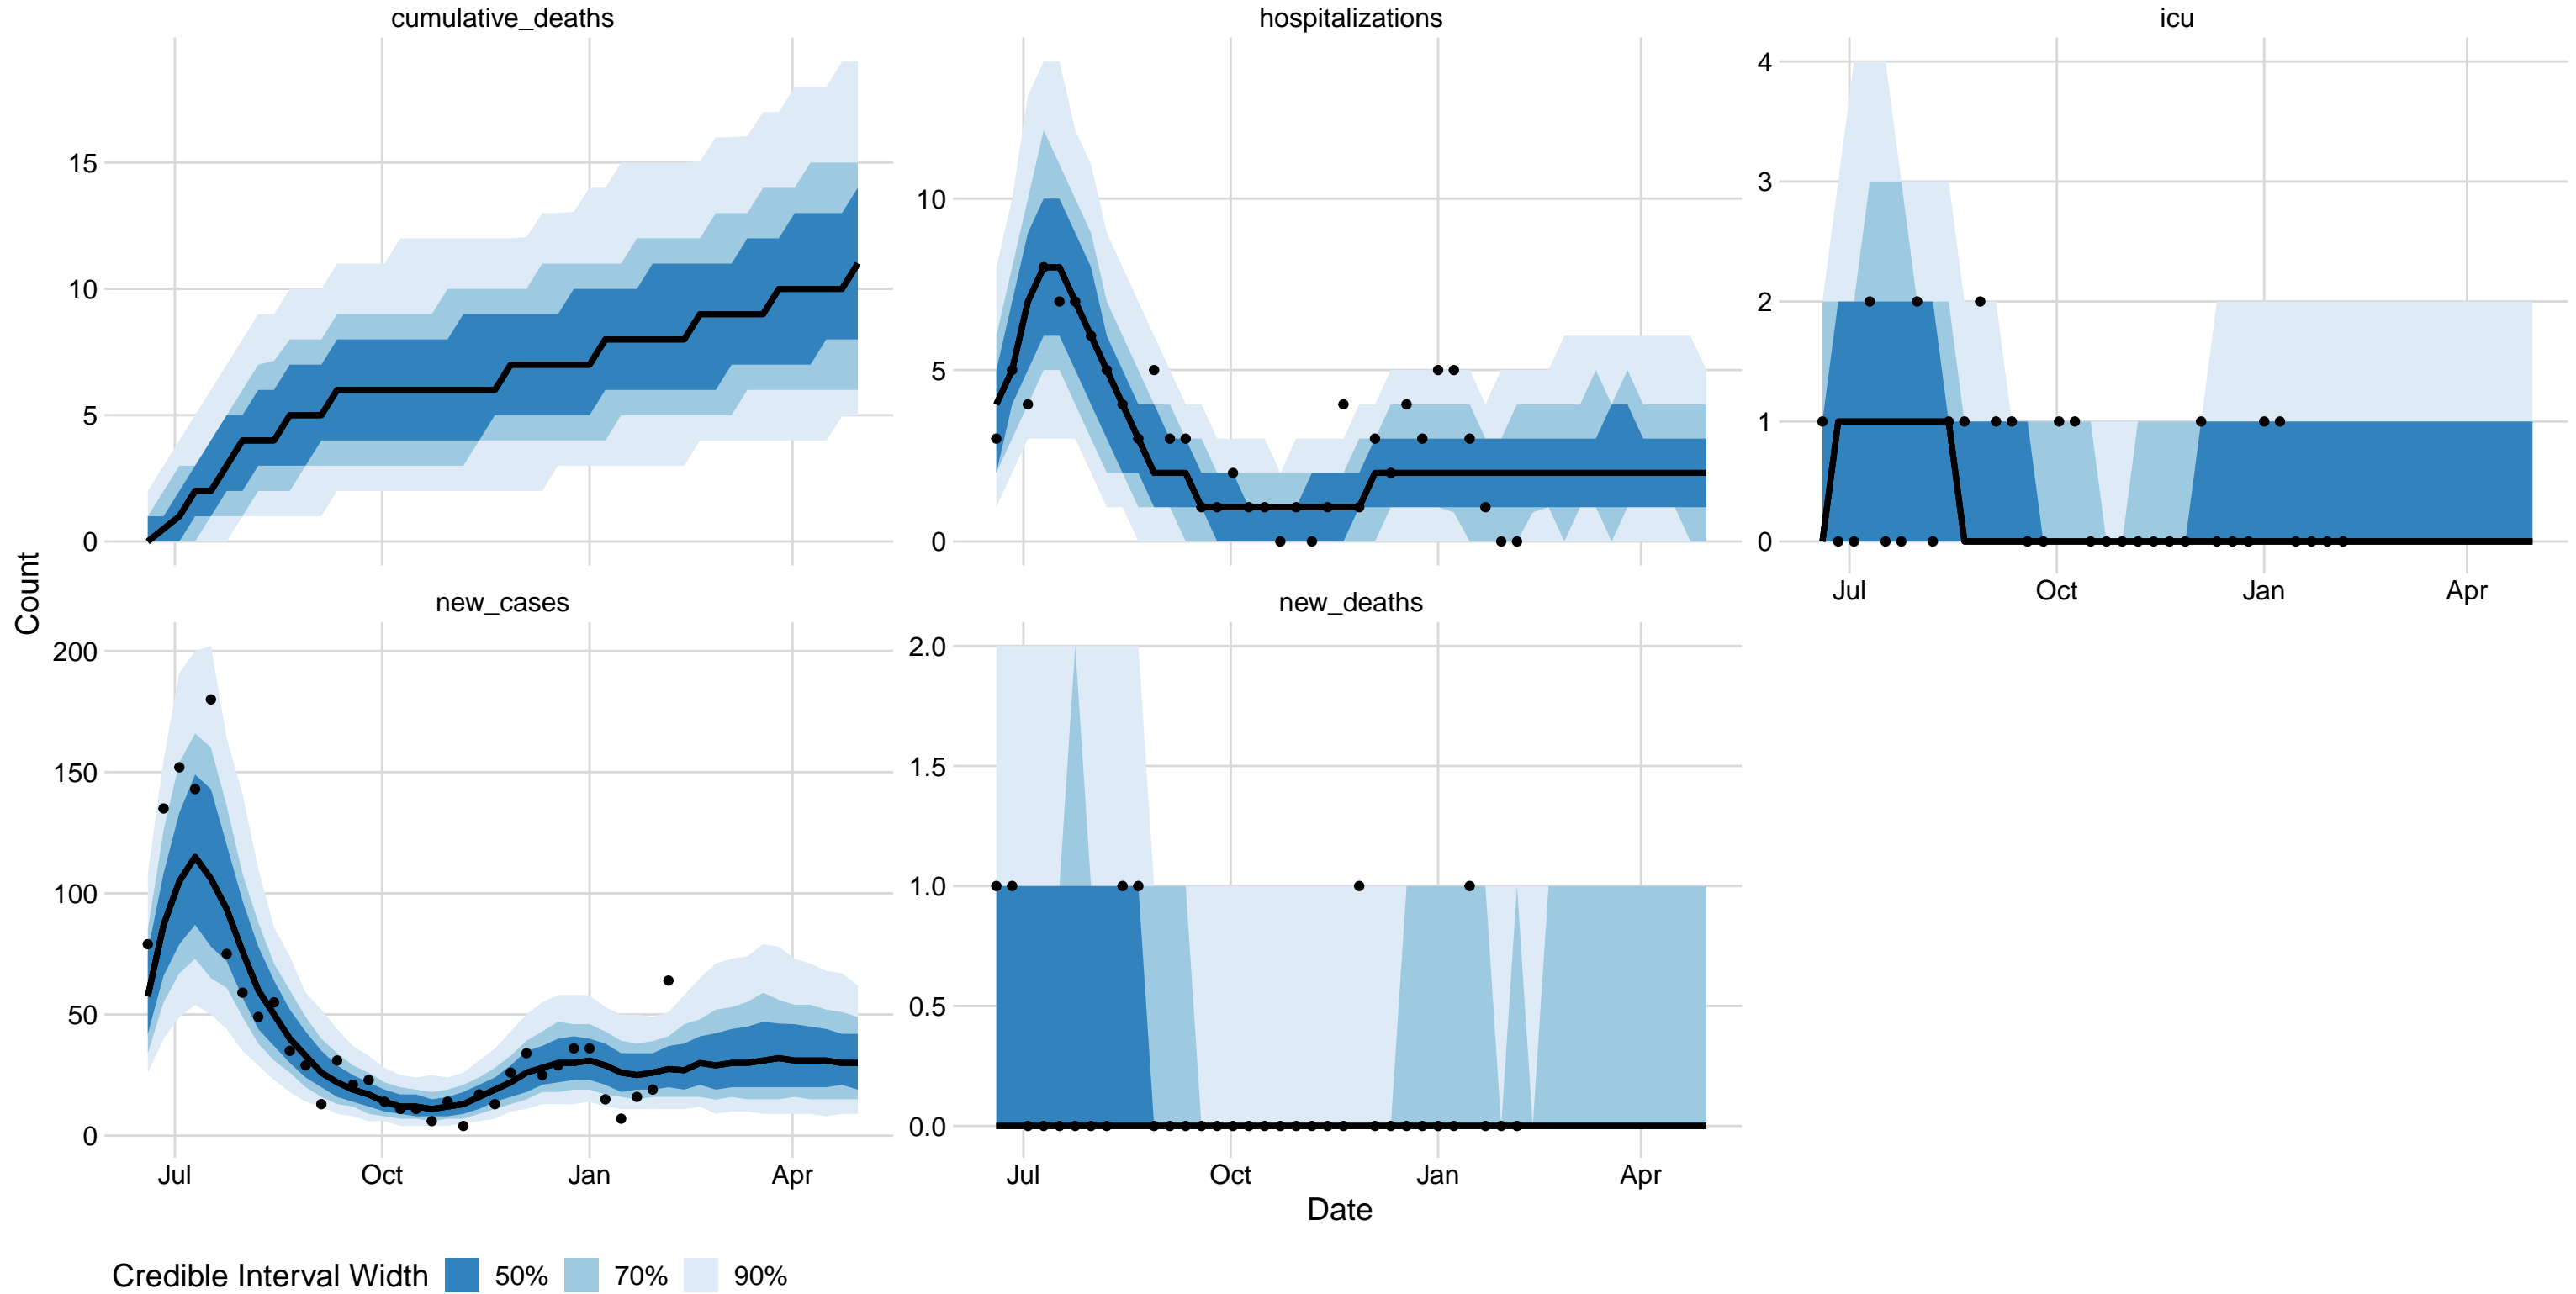 cumulative_deaths
hospitalizations
icu
15
10
5
0
10
5
0
4
3
2
1
0
Jul Oct Jan Apr
Count
new_cases
new_deaths
200
150
100
50
0
2.0
1.5
1.0
0.5
0.0
Jul Oct Jan Apr
Jul Oct Jan Apr
Date
Credible Interval Width 50% 70% 90%